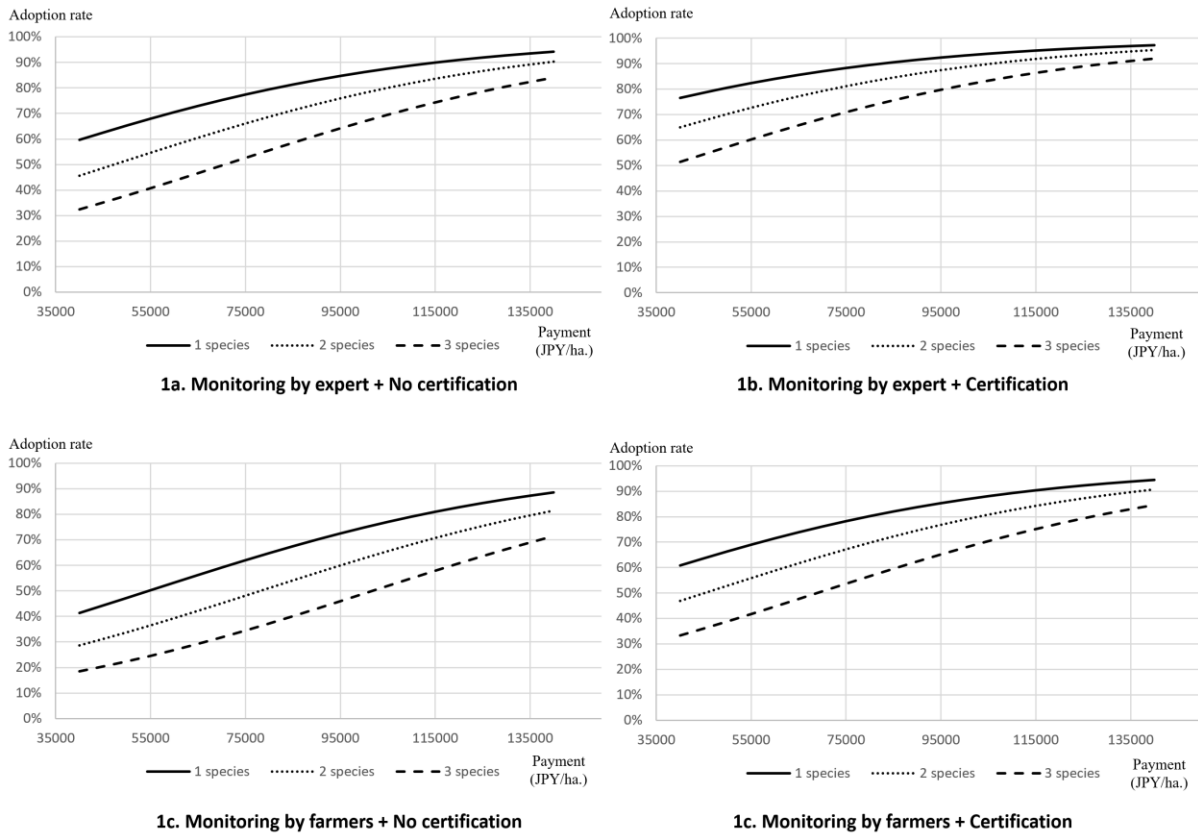 Adoption rate
100%
90%
80%
70%
60%
50%
40%
30%
20%
10%
0%
35000 55000 75000 95000 115000 135000
Payment
(JPY/ha.)
1 species 2 species 3 species
1a. Monitoring by expert + No certification
Adoption rate
100%
90%
80%
70%
60%
50%
40%
30%
20%
10%
0%
35000 55000 75000 95000 115000 135000
Payment
(JPY/ha.)
1 species 2 species 3 species
1b. Monitoring by expert + Certification
Adoption rate
100%
90%
80%
70%
60%
50%
40%
30%
20%
10%
0%
35000 55000 75000 95000 115000 135000
Payment
(JPY/ha.)
1 species 2 species 3 species
1c. Monitoring by farmers + No certification
Adoption rate
100%
90%
80%
70%
60%
50%
40%
30%
20%
10%
0%
35000 55000 75000 95000 115000 135000
Payment
(JPY/ha.)
1 species 2 species 3 species
1c. Monitoring by farmers + Certification